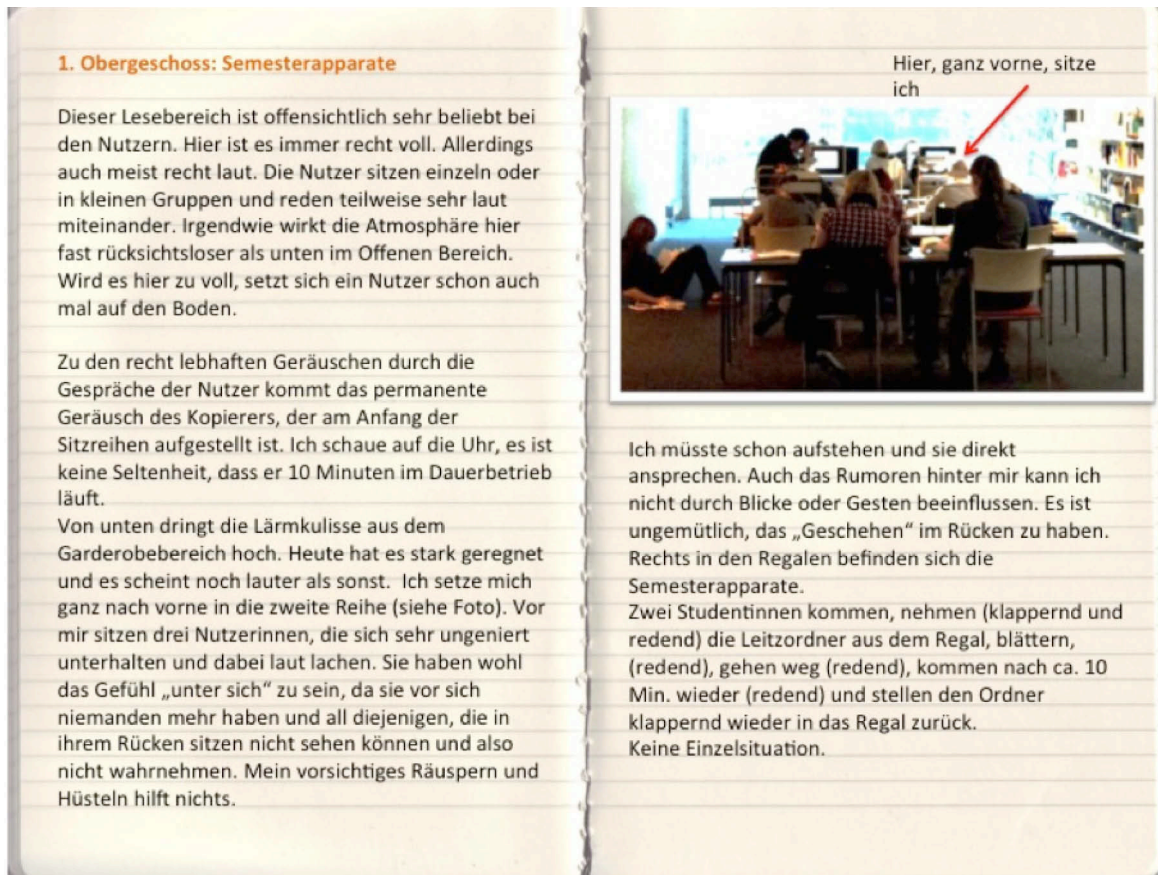 1. Obergeschoss: Semesterapparate
Dieser Lesebereich ist offensichtlich sehr beliebt bei
den Nutzern. Hier ist es immer recht voll. Allerdings
auch meist recht laut. Die Nutzer sitzen einzeln oder
in kleinen Gruppen und reden teilweise sehr laut
miteinander. Irgendwie wirkt die Atmosphäre hier
fast rücksichtsloser als unten im Offenen Bereich.
Wird es hier zu voll, setzt sich ein Nutzer schon auch
mal auf den Boden.
Zu den recht lebhaften Geräuschen durch die
Gespräche der Nutzer kommt das permanente
Geräusch des Kopierers, der am Anfang der
Sitzreihen aufgestellt ist. Ich schaue auf die Uhr, es ist
keine Seltenheit, dass er 10 Minuten im Dauerbetrieb
läuft.
Von unten dringt die Lärmkulisse aus dem
Garderobebereich hoch. Heute hat es stark geregnet
und es scheint noch lauter als sonst.  Ich setze mich
ganz nach vorne in die zweite Reihe (siehe Foto). Vor
mir sitzen drei Nutzerinnen, die sich sehr ungeniert
unterhalten und dabei laut lachen. Sie haben wohl
das Gefühl „unter sich“ zu sein, da sie vor sich
niemanden mehr haben und all diejenigen, die in
ihrem Rücken sitzen nicht sehen können und also
nicht wahrnehmen. Mein vorsichtiges Räuspern und
Hüsteln hilft nichts.
Hier, ganz vorne, sitze
ich
Ich müsste schon aufstehen und sie direkt
ansprechen. Auch das Rumoren hinter mir kann ich
nicht durch Blicke oder Gesten beeinflussen. Es ist
ungemütlich, das „Geschehen“ im Rücken zu haben.
Rechts in den Regalen befinden sich die
Semesterapparate.
Zwei Studentinnen kommen, nehmen (klappernd und
redend) die Leitzordner aus dem Regal, blättern,
(redend), gehen weg (redend), kommen nach ca. 10
Min. wieder (redend) und stellen den Ordner
klappernd wieder in das Regal zurück.
Keine Einzelsituation.